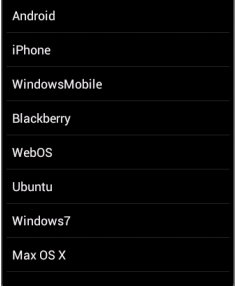 Android
iPhone
WindowsMobile
Blackberry
WebOS
Ubuntu
Windows7
Max OS X